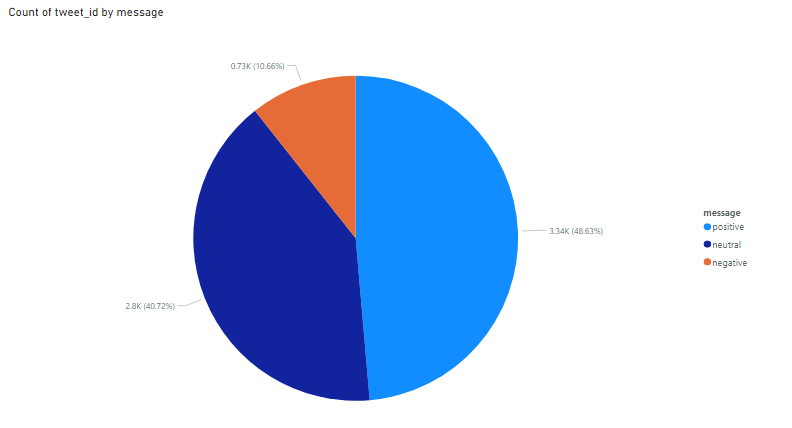 Count of tweet_id by message
0.73K (10.66%)
3.34K (48.63%)
2.8K (40.72%)
message
positive
neutral
negative